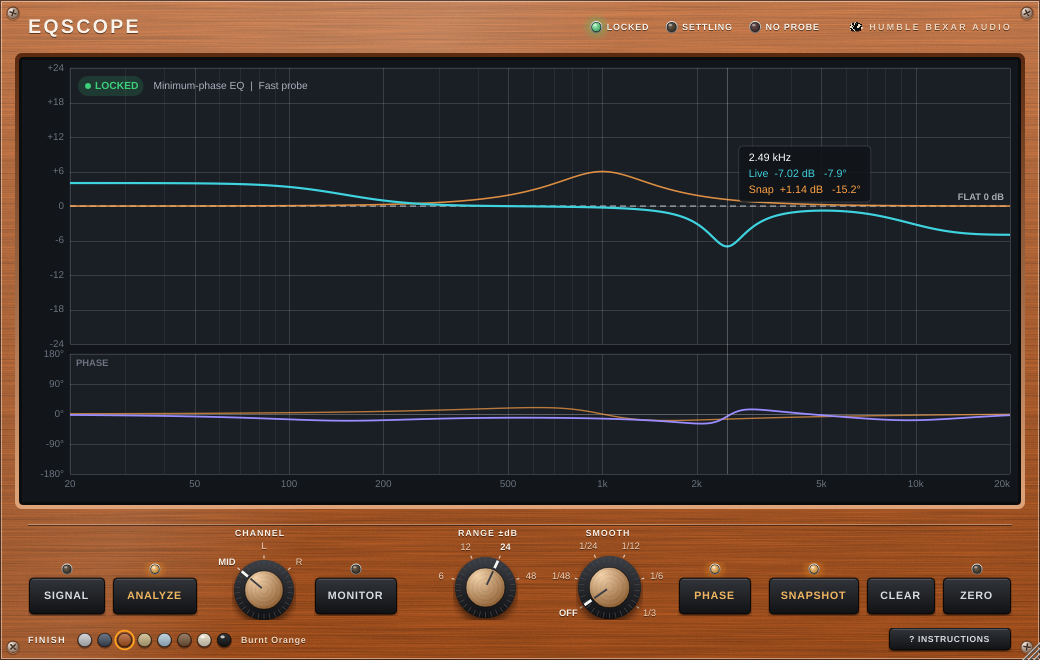 EQSCOPE
LOCKED SETTLING NO PROBE HUMBLE BEXAR AUDIO
+24
LOCKED Minimum-phase EQ | Fast probe
+18
+12
2.49 kHz
+6
Live -7.02 dB -7.9°
Snap +1.14 dB -15.2°
FLAT 0 dB
0
-6
-12
-18
-24
180°
PHASE
90°
0°
-90°
-180°
20 50 100 200 500 1k 2k 5k 10k 20k
CHANNEL RANGE ±dB SMOOTH
L 12 24 1/24 1/12
MID R 6 48 1/48 1/6
SIGNAL ANALYZE MONITOR PHASE SNAPSHOT CLEAR ZERO
OFF 1/3
FINISH Burnt Orange ? INSTRUCTIONS